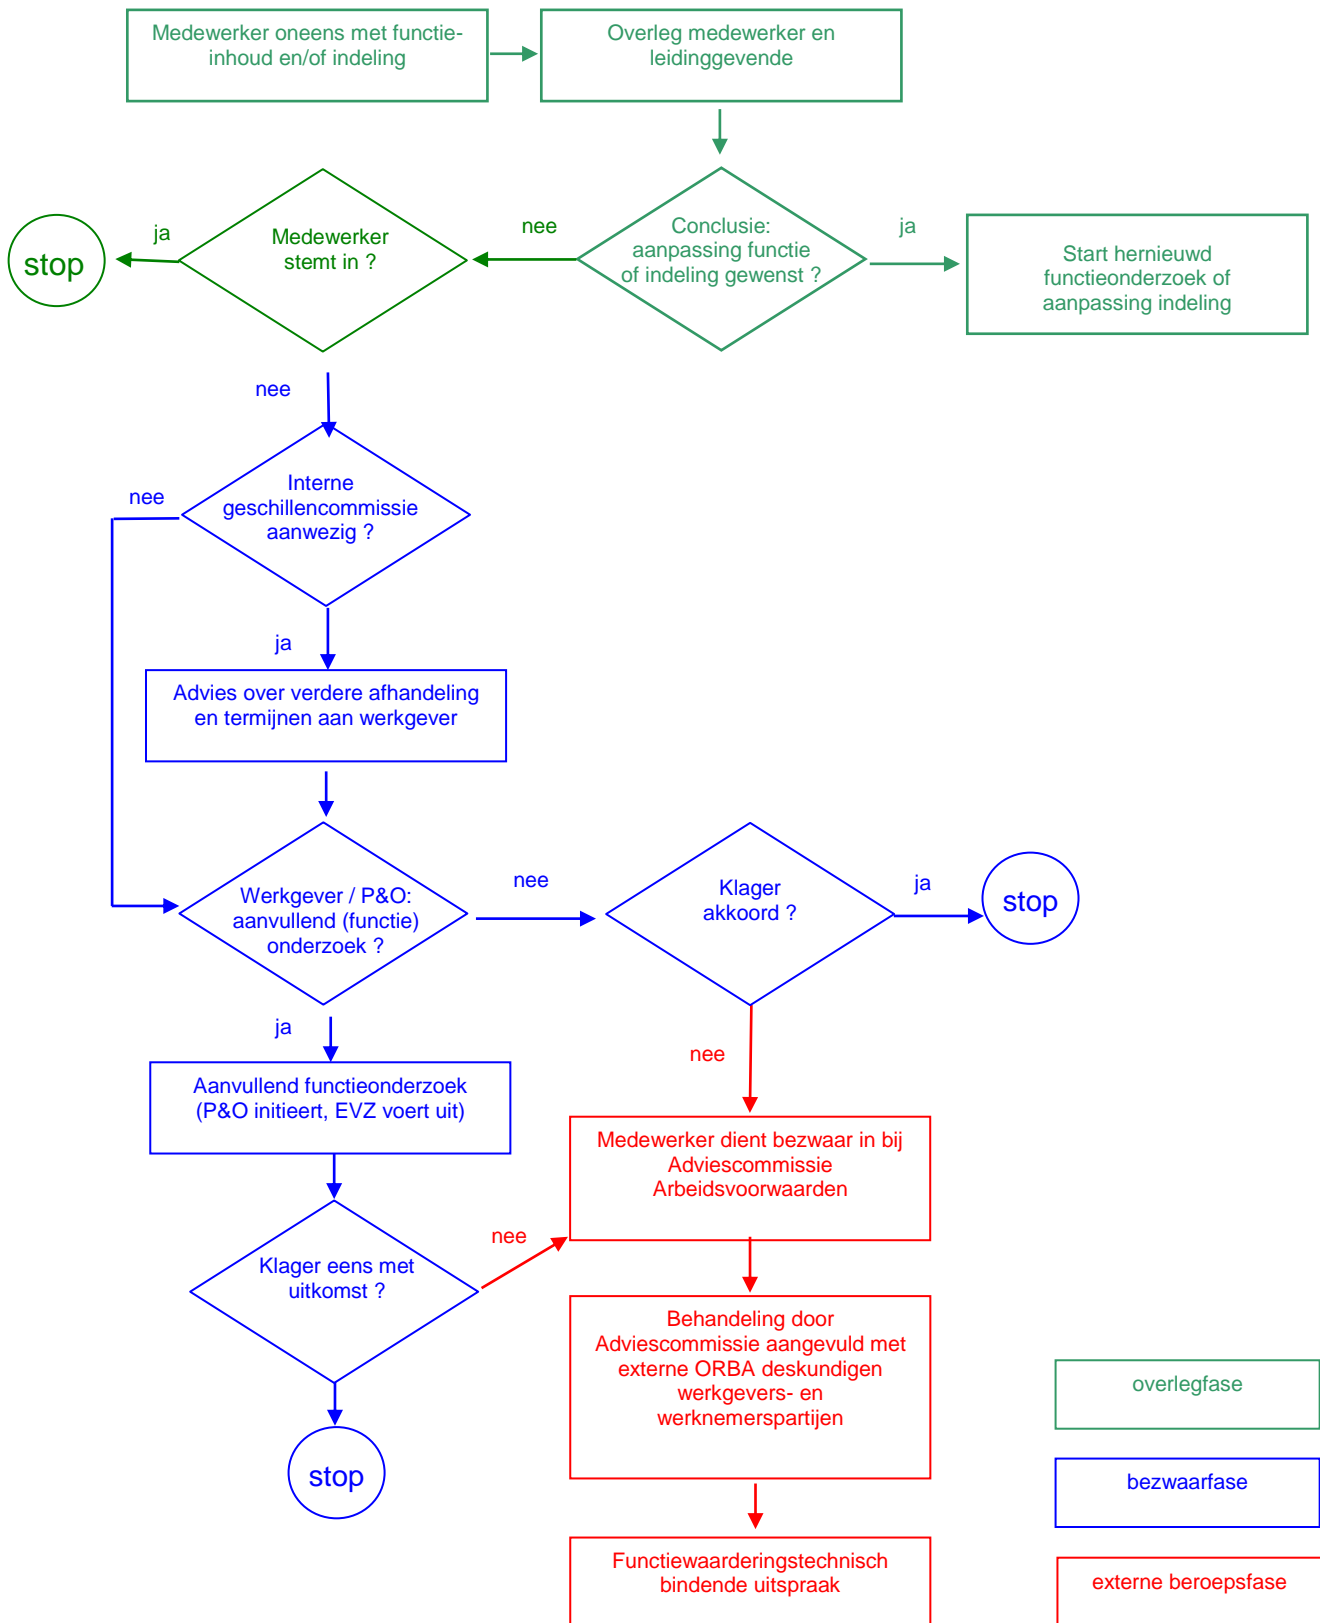 Medewerker oneens met functie-
inhoud en/of indeling
Overleg medewerker en
leidinggevende
Conclusie:
aanpassing functie
of indeling gewenst ?
ja
Start hernieuwd
functieonderzoek of
aanpassing indeling
nee
Medewerker
stemt in ?
ja
stop
nee
Interne
geschillencommissie
aanwezig ?
nee
ja
Advies over verdere afhandeling
en termijnen aan werkgever
Werkgever / P&O:
aanvullend (functie)
onderzoek ?
nee
Klager
akkoord ?
ja
stop
ja
nee
Aanvullend functieonderzoek
(P&O initieert, EVZ voert uit)
Medewerker dient bezwaar in bij
Adviescommissie
Arbeidsvoorwaarden
Klager eens met
uitkomst ?
nee
stop
Behandeling door
Adviescommissie aangevuld met
externe ORBA deskundigen
werkgevers- en
werknemerspartijen
Functiewaarderingstechnisch
bindende uitspraak
overlegfase
bezwaarfase
externe beroepsfase